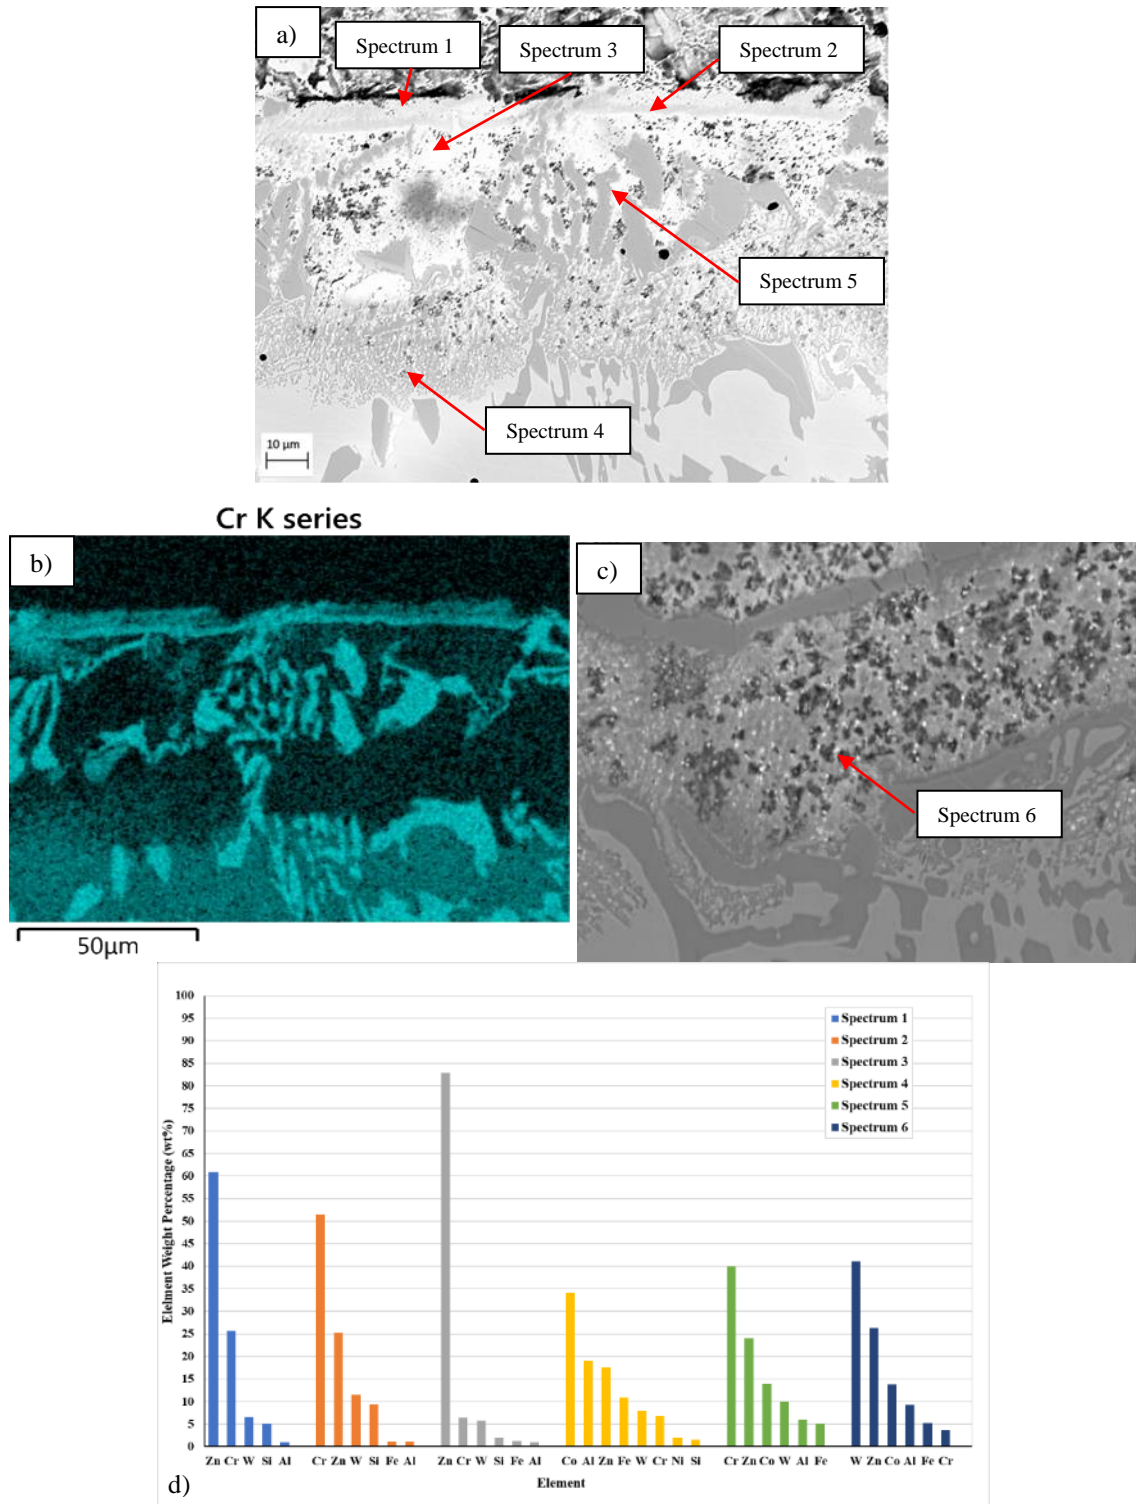 a)
Spectrum 1
Spectrum 3
Spectrum 2
Spectrum 5
Spectrum 4
10 µm
Cr K series
b)
c)
Spectrum 6
50µm
100
95
90
85
80
75
70
65
60
55
50
45
40
35
30
25
20
15
10
5
0
Elelment Weight Percentage (wt%)
Spectrum 1
Spectrum 2
Spectrum 3
Spectrum 4
Spectrum 5
Spectrum 6
Zn Cr W Si Al Cr Zn W Si Fe Al Zn Cr W Si Fe Al Co Al Zn Fe W Cr Ni Si Cr Zn Co W Al Fe W Zn Co Al Fe Cr
Element
d)